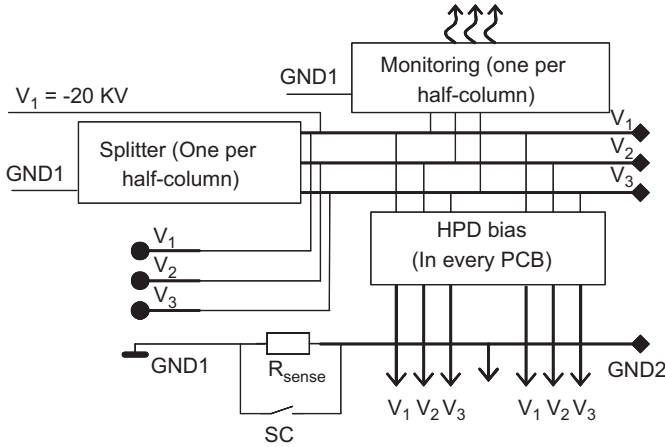 Monitoring (one per
half-column)
GND1
V₁ = -20 KV
Splitter (One per
half-column)
GND1
V₁
V₂
V₃
HPD bias
(In every PCB)
V₁
V₂
V₃
GND1
R_sense
SC
GND2
V₁ V₂ V₃
V₁ V₂ V₃